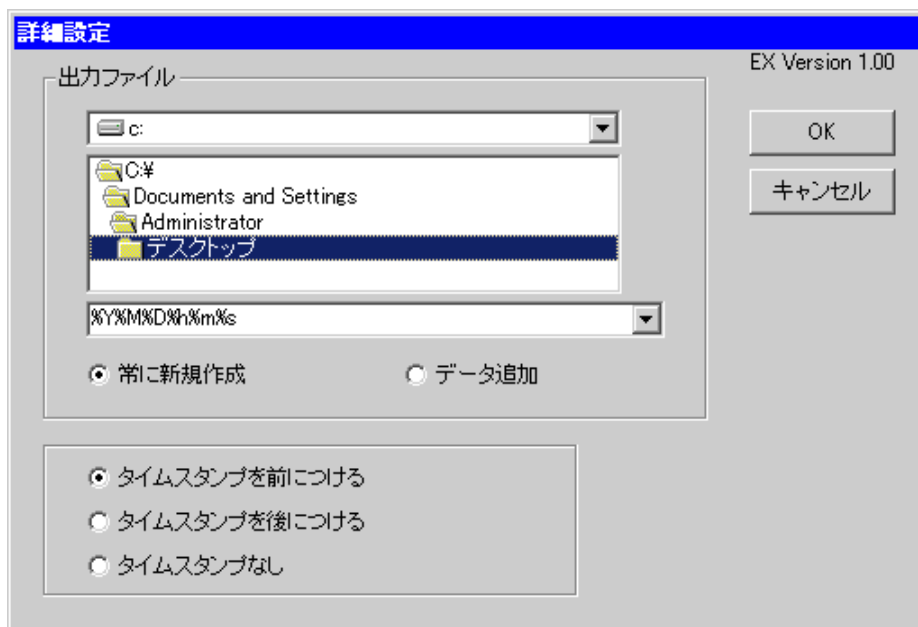 詳細設定
EX Version 1.00
出力ファイル
c:
OK
C:¥
キャンセル
Documents and Settings
Administrator
デスクトップ
%Y%M%D%h%m%s
常に新規作成
データ追加
タイムスタンプを前につける
タイムスタンプを後につける
タイムスタンプなし